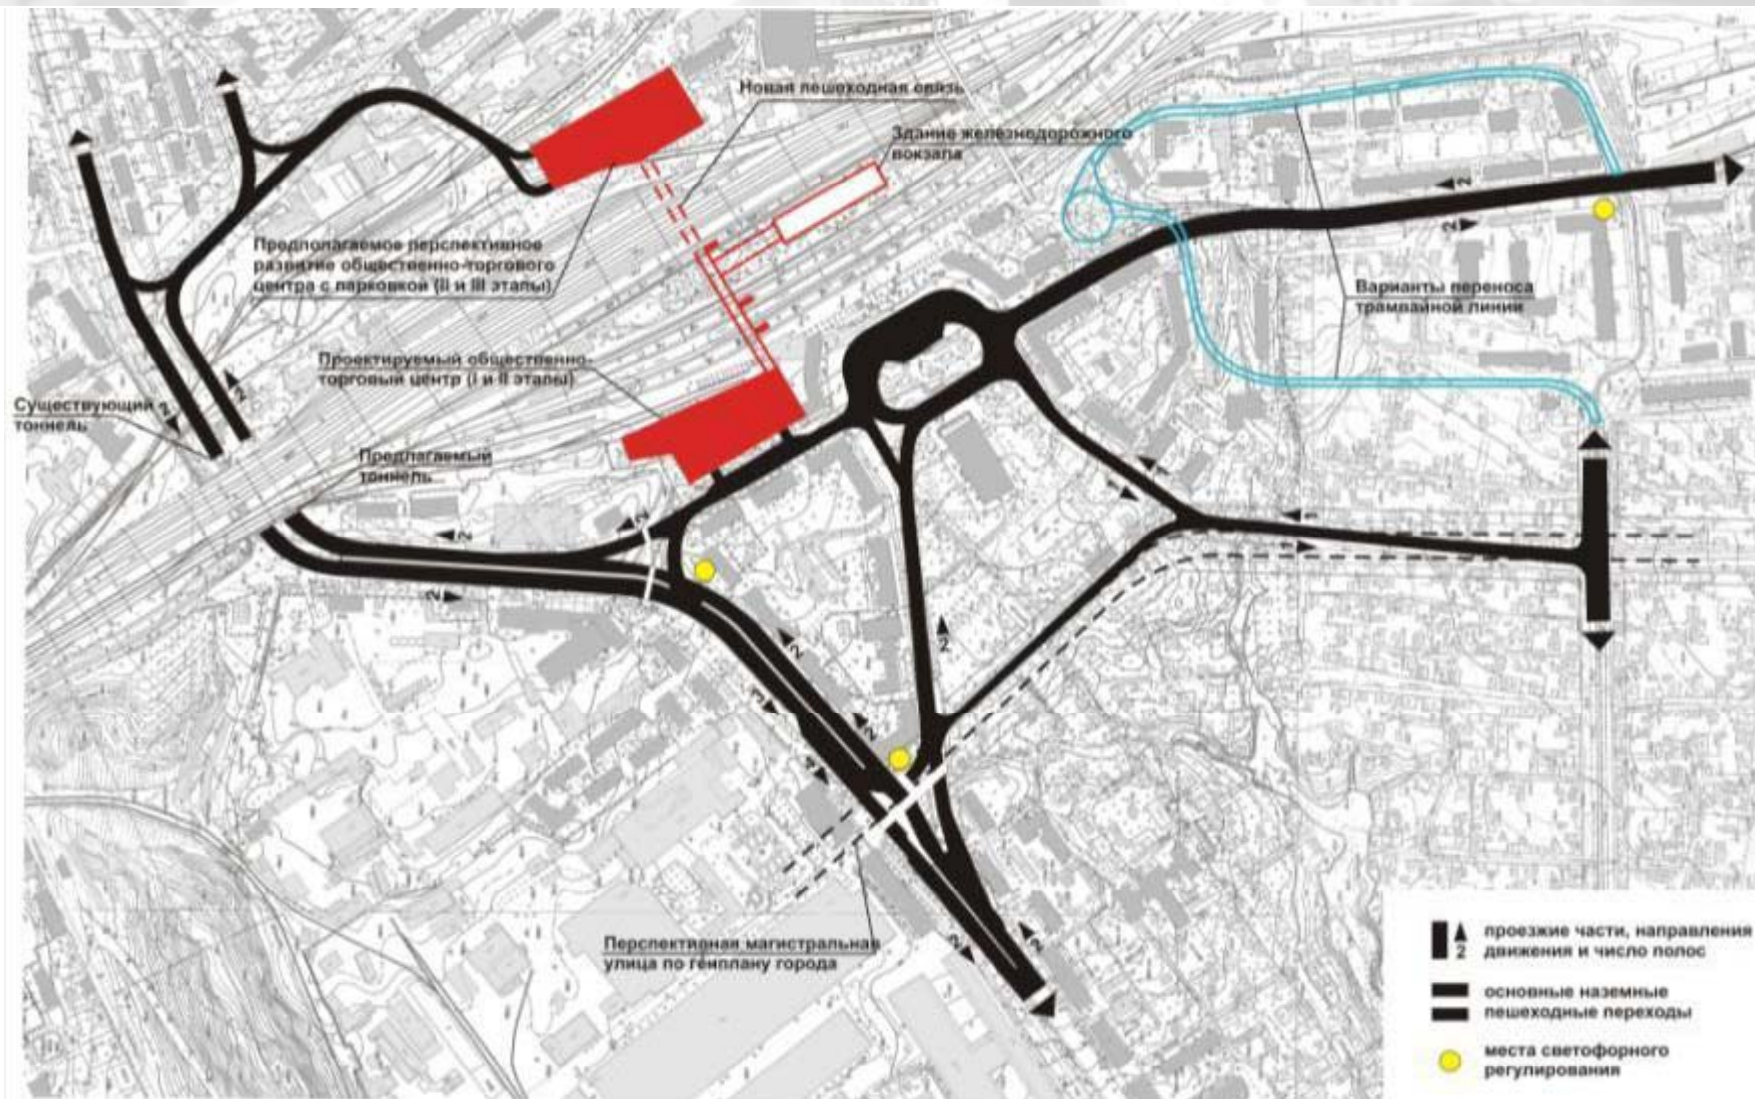 Новая пешеходная связь
Здание железнодорожного
вокзала
Предполагаемое перспективное
развитие общественно-торгового
центра с парковкой (II и III этапы)
Варианты переноса
трамвайной линии
Проектируемый общественно-
торговый центр (I и II этапы)
Существующий
тоннель
Предлагаемый
тоннель
Перспективная магистральная
улица по генплану города
2
проезжие части, направления
движения и число полос
основные наземные
пешеходные переходы
места светофорного
регулирования